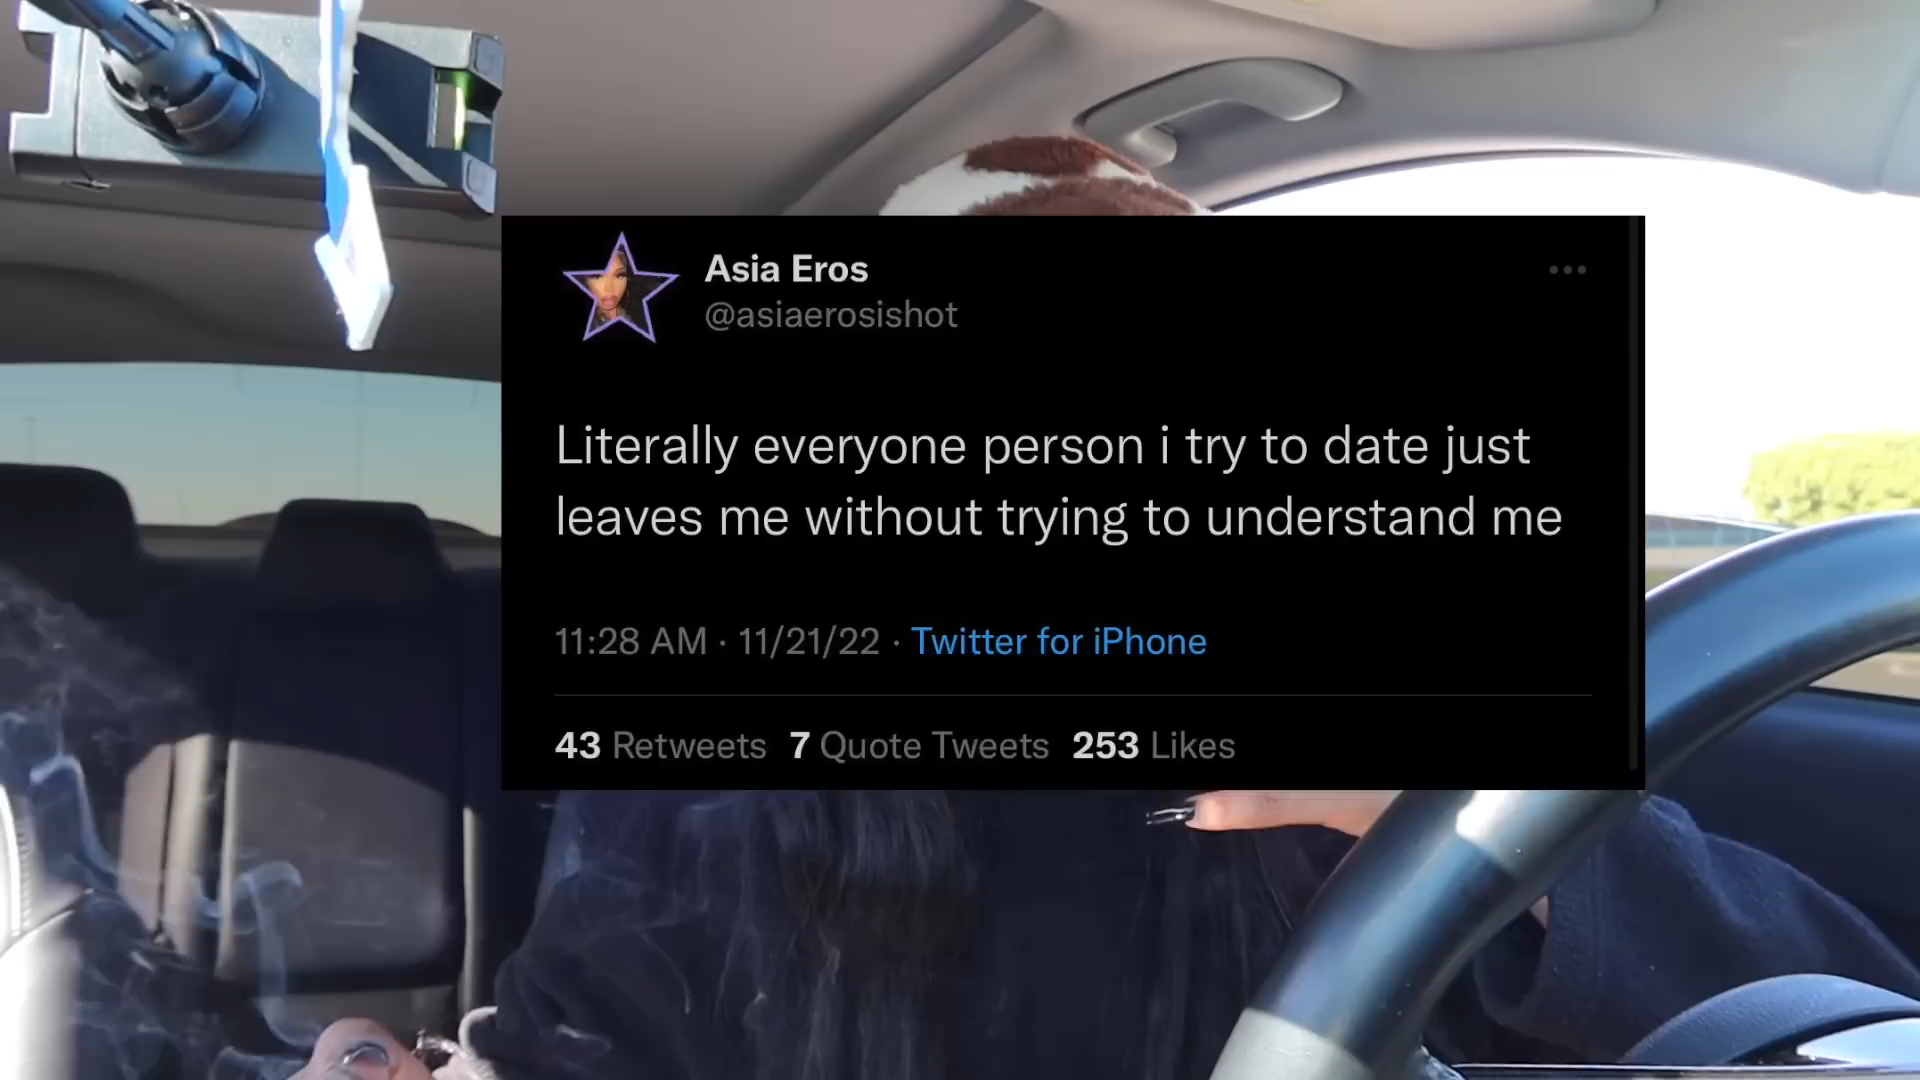 Asia Eros
@asiaerosishot
Literally everyone person i try to date just
leaves me without trying to understand me
11:28 AM · 11/21/22 · Twitter for iPhone
43 Retweets 7 Quote Tweets 253 Likes